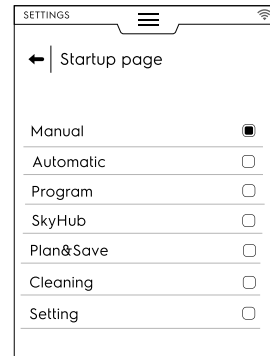 SETTINGS
Startup page
Manual
Automatic
Program
SkyHub
Plan&Save
Cleaning
Setting